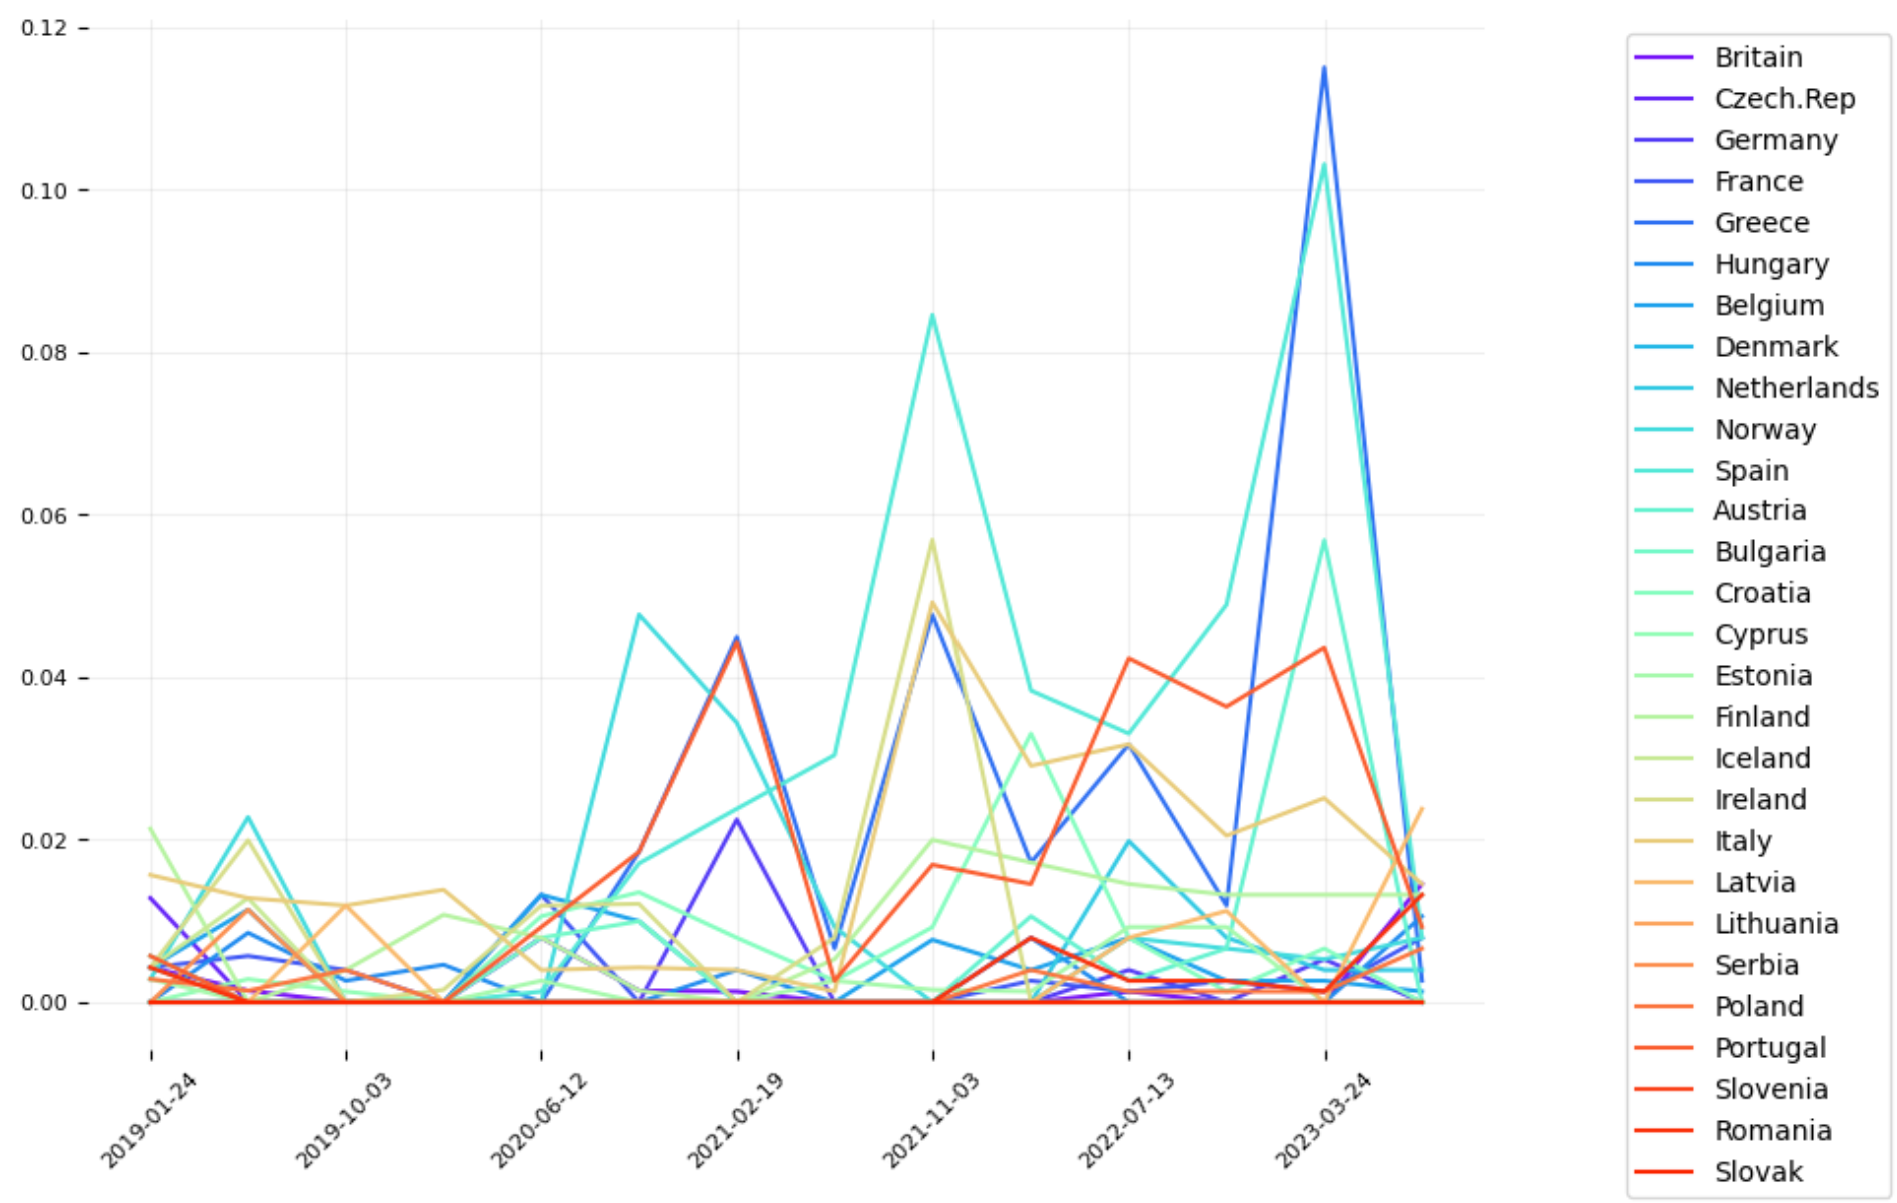 0.12
0.10
0.08
0.06
0.04
0.02
0.00
2019-01-24
2019-10-03
2020-06-12
2021-02-19
2021-11-03
2022-07-13
2023-03-24
Britain
Czech.Rep
Germany
France
Greece
Hungary
Belgium
Denmark
Netherlands
Norway
Spain
Austria
Bulgaria
Croatia
Cyprus
Estonia
Finland
Iceland
Ireland
Italy
Latvia
Lithuania
Serbia
Poland
Portugal
Slovenia
Romania
Slovak